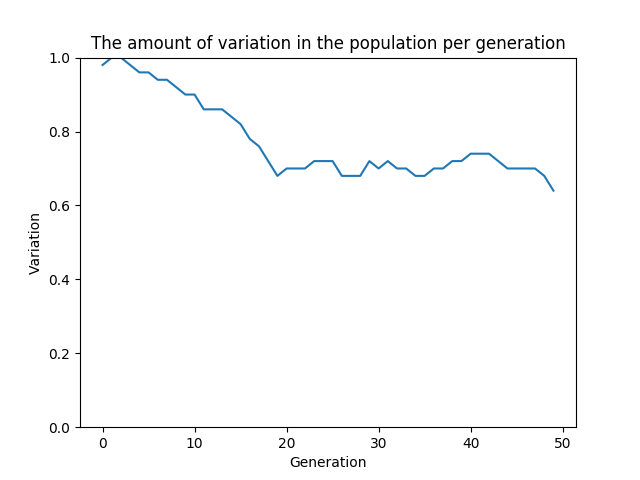 The amount of variation in the population per generation
1.0
0.8
0.6
0.4
0.2
0.0
Variation
0 10 20 30 40 50
Generation